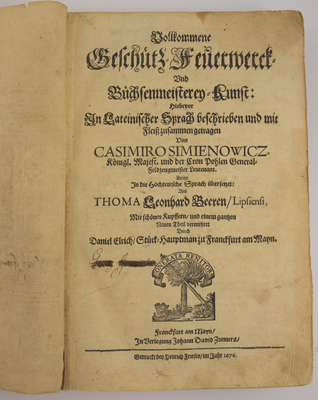 Vollkommene
Geschütz-Feuerwerck-
Und
Büchsenmeisterey-Kunst:
Hiebevor
In Lateinischer Sprach beschrieben und mit
Fleiß zusammen getragen
Von
CASIMIRO SIMIENOWICZ,
Königl. Majest. und der Cron Pohlen General-
Feldzeugmeister Leutenant.
Anitzo
In die Hochteutsche Sprach übersetzet:
Von
THOMA Leonhard Beeren/Lipsiensi,
Mit schönen Kupffern/und einem gantzen
Neuen Theil vermehret
Durch
Daniel Elrich/Stück-Hauptman zu Franckfurt am Mayn.
Franckfurt am Mayn/
In Verlegung Johann David Zunners/
Gedruckt bey Henrich Friesen/im Jahr 1676.